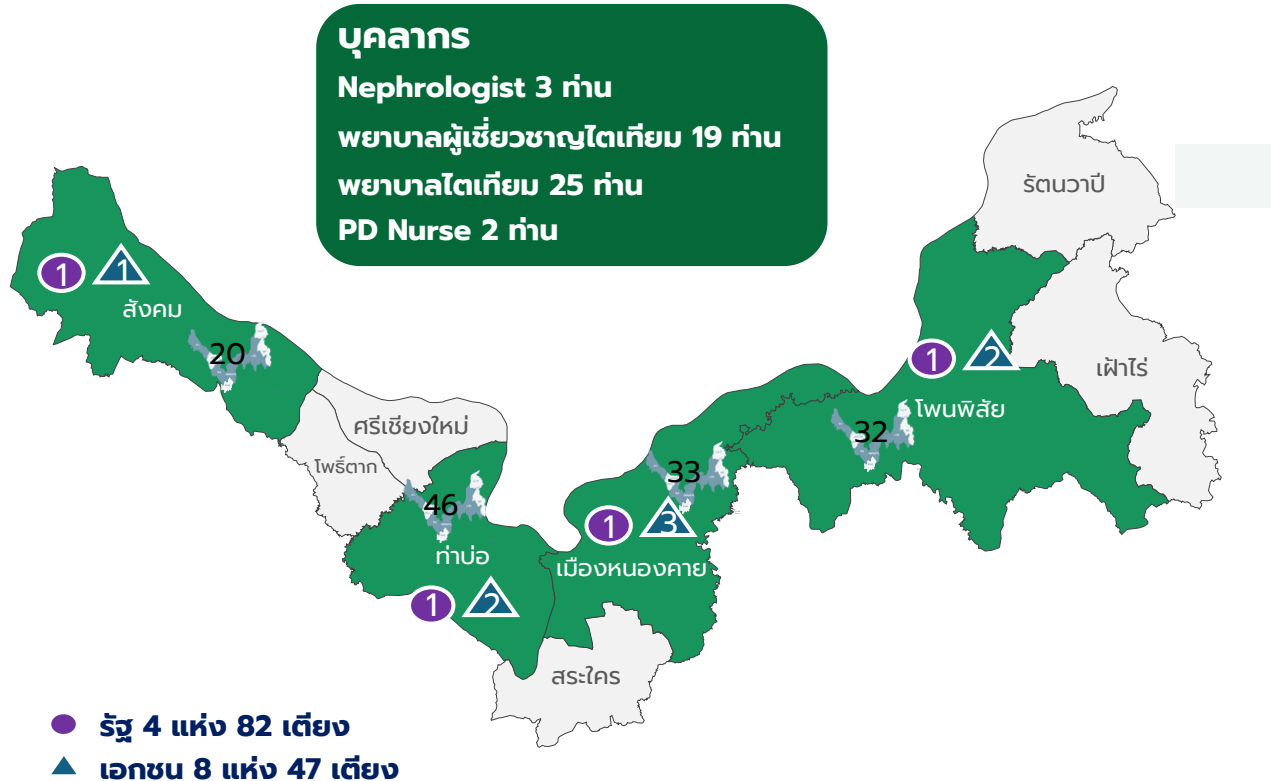 บุคลากร
Nephrologist 3 ท่าน
พยาบาลผู้เชี่ยวชาญไตเทียม 19 ท่าน
พยาบาลไตเทียม 25 ท่าน
PD Nurse 2 ท่าน
รัตนวาปี
1 1
สังคม
20
1 2
เฝ้าไร่
โพนพิสัย
32
ศรีเชียงใหม่
โพธิ์ตาก
33
46
1 3
ท่าบ่อ
เมืองหนองคาย
1 2
สระใคร
รัฐ 4 แห่ง 82 เตียง
เอกชน 8 แห่ง 47 เตียง